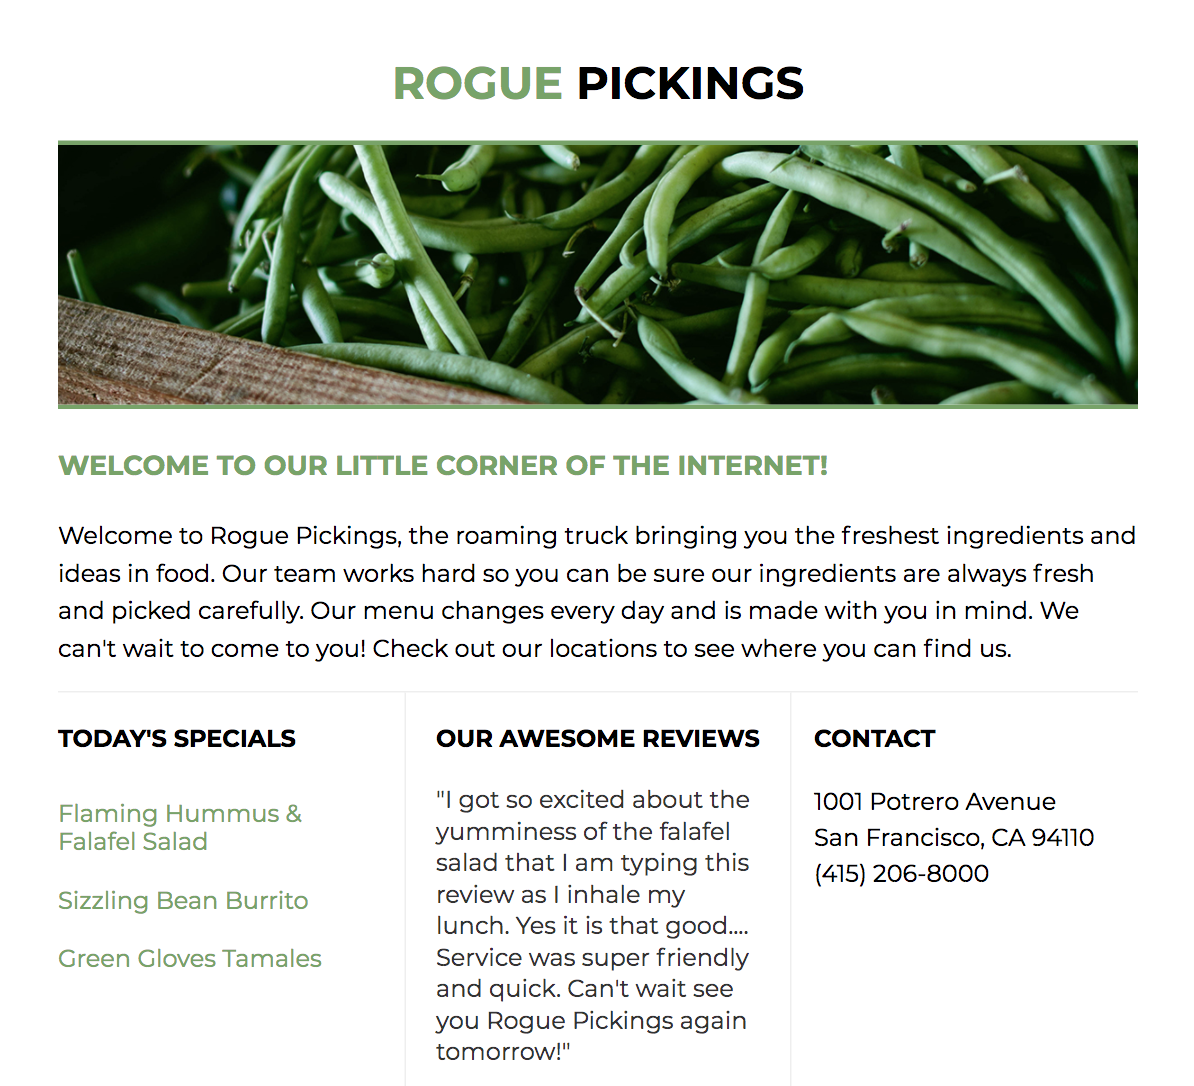 ROGUE PICKINGS
WELCOME TO OUR LITTLE CORNER OF THE INTERNET!
Welcome to Rogue Pickings, the roaming truck bringing you the freshest ingredients and
ideas in food. Our team works hard so you can be sure our ingredients are always fresh
and picked carefully. Our menu changes every day and is made with you in mind. We
can't wait to come to you! Check out our locations to see where you can find us.
TODAY'S SPECIALS
Flaming Hummus &
Falafel Salad
Sizzling Bean Burrito
Green Gloves Tamales
OUR AWESOME REVIEWS
"I got so excited about the
yumminess of the falafel
salad that I am typing this
review as I inhale my
lunch. Yes it is that good....
Service was super friendly
and quick. Can't wait see
you Rogue Pickings again
tomorrow!"
CONTACT
1001 Potrero Avenue
San Francisco, CA 94110
(415) 206-8000